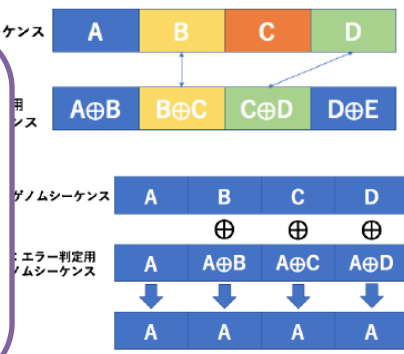 ケンス A B C D
用
ンス A⊕B B⊕C C⊕D D⊕E
ゲノムシーケンス A B C D
⊕ ⊕ ⊕
：エラー判定用
ノムシーケンス A A⊕B A⊕C A⊕D
A A A A